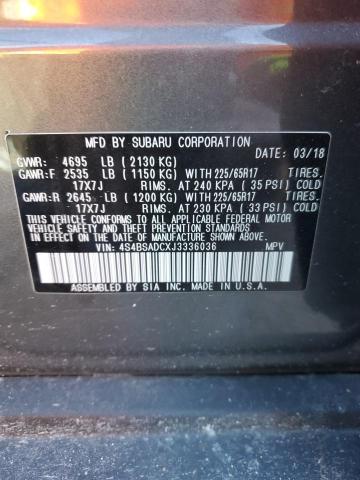 MFD BY SUBARU CORPORATION
GVWR: 4695 LB (2130 KG) DATE: 03/18
GAWR:F 2535 LB (1150 KG) WITH 225/65R17 TIRES.
17X7J RIMS. AT 240 KPA (35 PSI) COLD
GAWR:R 2645 LB (1200 KG) WITH 225/65R17 TIRES.
17X7J RIMS. AT 230 KPA (33 PSI) COLD
THIS VEHICLE CONFORMS TO ALL APPLICABLE FEDERAL MOTOR
VEHICLE SAFETY AND THEFT PREVENTION STANDARDS IN EFFECT
ON THE DATE OF MANUFACTURE SHOWN ABOVE.
VIN: 4S4BSADCXJ3336036 MPV
ASSEMBLED BY SIA INC. MADE IN U.S.A.